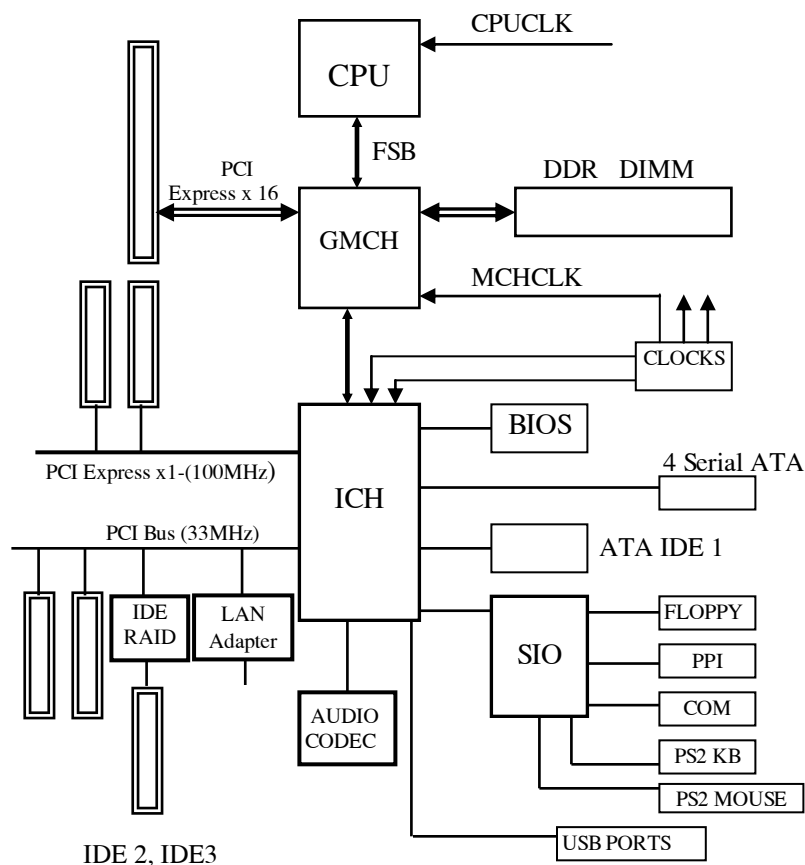 CPUCLK
CPU
FSB
PCI
Express x 16
DDR DIMM
GMCH
MCHCLK
CLOCKS
BIOS
4 Serial ATA
PCI Express x1-(100MHz)
ICH
PCI Bus (33MHz)
ATA IDE 1
IDE
RAID
LAN
Adapter
FLOPPY
SIO
PPI
AUDIO
CODEC
COM
PS2 KB
PS2 MOUSE
USB PORTS
IDE 2, IDE3